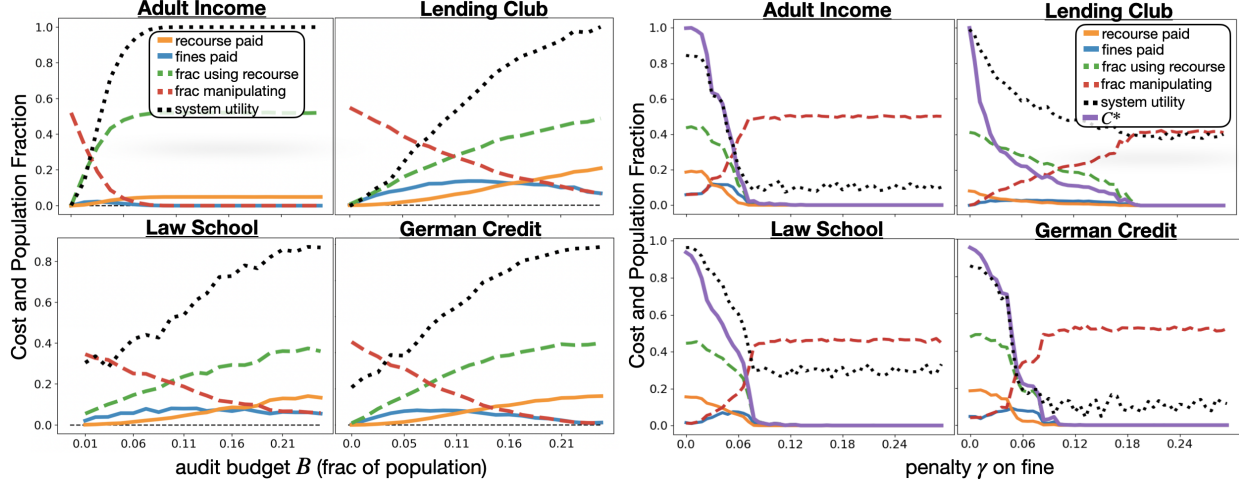 Adult Income
Lending Club
Adult Income
Lending Club
Cost and Population Fraction
1.0
0.8
0.6
0.4
0.2
0.0
recourse paid
fines paid
frac using recourse
frac manipulating
system utility
Law School
German Credit
0.8
0.6
0.4
0.2
0.0
0.01
0.06
0.11
0.16
0.21
0.0
0.05
0.11
0.16
0.21
audit budget B (frac of population)
Cost and Population Fraction
1.0
0.8
0.6
0.4
0.2
0.0
recourse paid
fines paid
frac using recourse
frac manipulating
system utility
C*
Law School
German Credit
1.0
0.8
0.6
0.4
0.2
0.0
0.0
0.06
0.12
0.18
0.24
0.0
0.06
0.12
0.18
0.24
penalty γ on fine